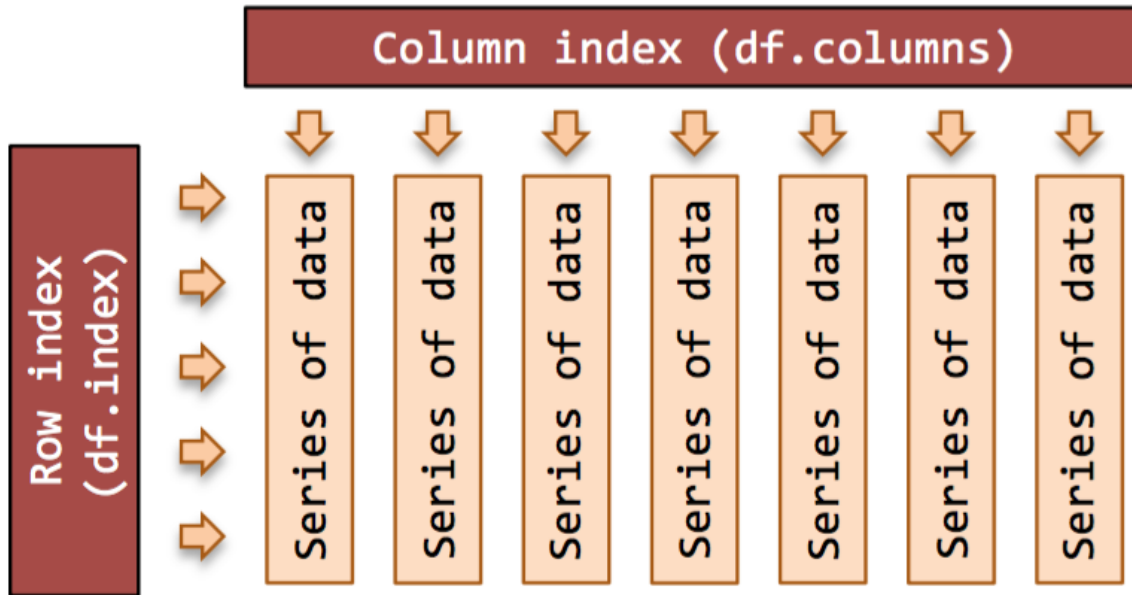 Column index (df.columns)
Row index
(df.index)
Series of data
Series of data
Series of data
Series of data
Series of data
Series of data
Series of data